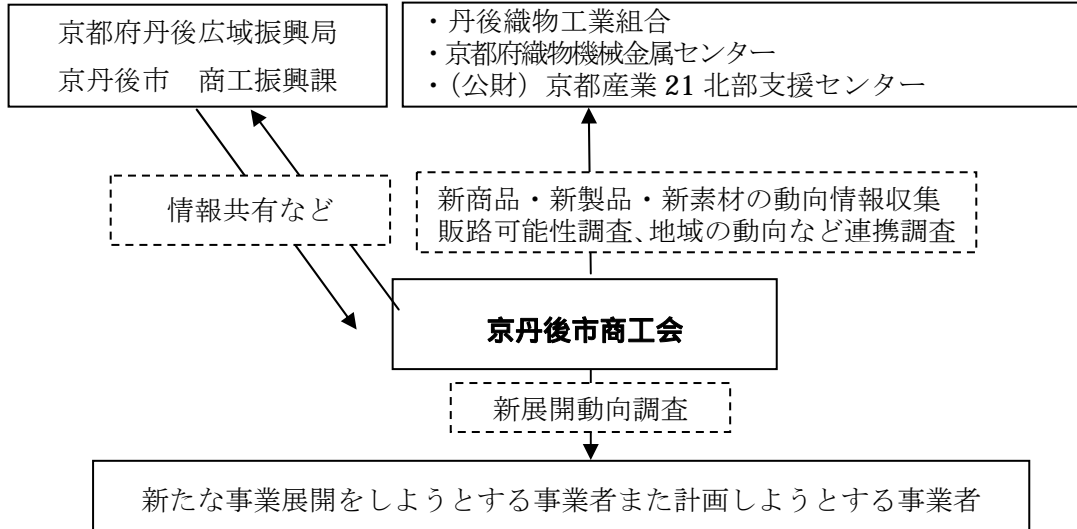 京都府丹後広域振興局
京丹後市　商工振興課
・丹後織物工業組合
・京都府織物機械金属センター
・（公財）京都産業 21 北部支援センター
情報共有など
新商品・新製品・新素材の動向情報収集
販路可能性調査、地域の動向など連携調査
京丹後市商工会
新展開動向調査
新たな事業展開をしようとする事業者また計画しようとする事業者